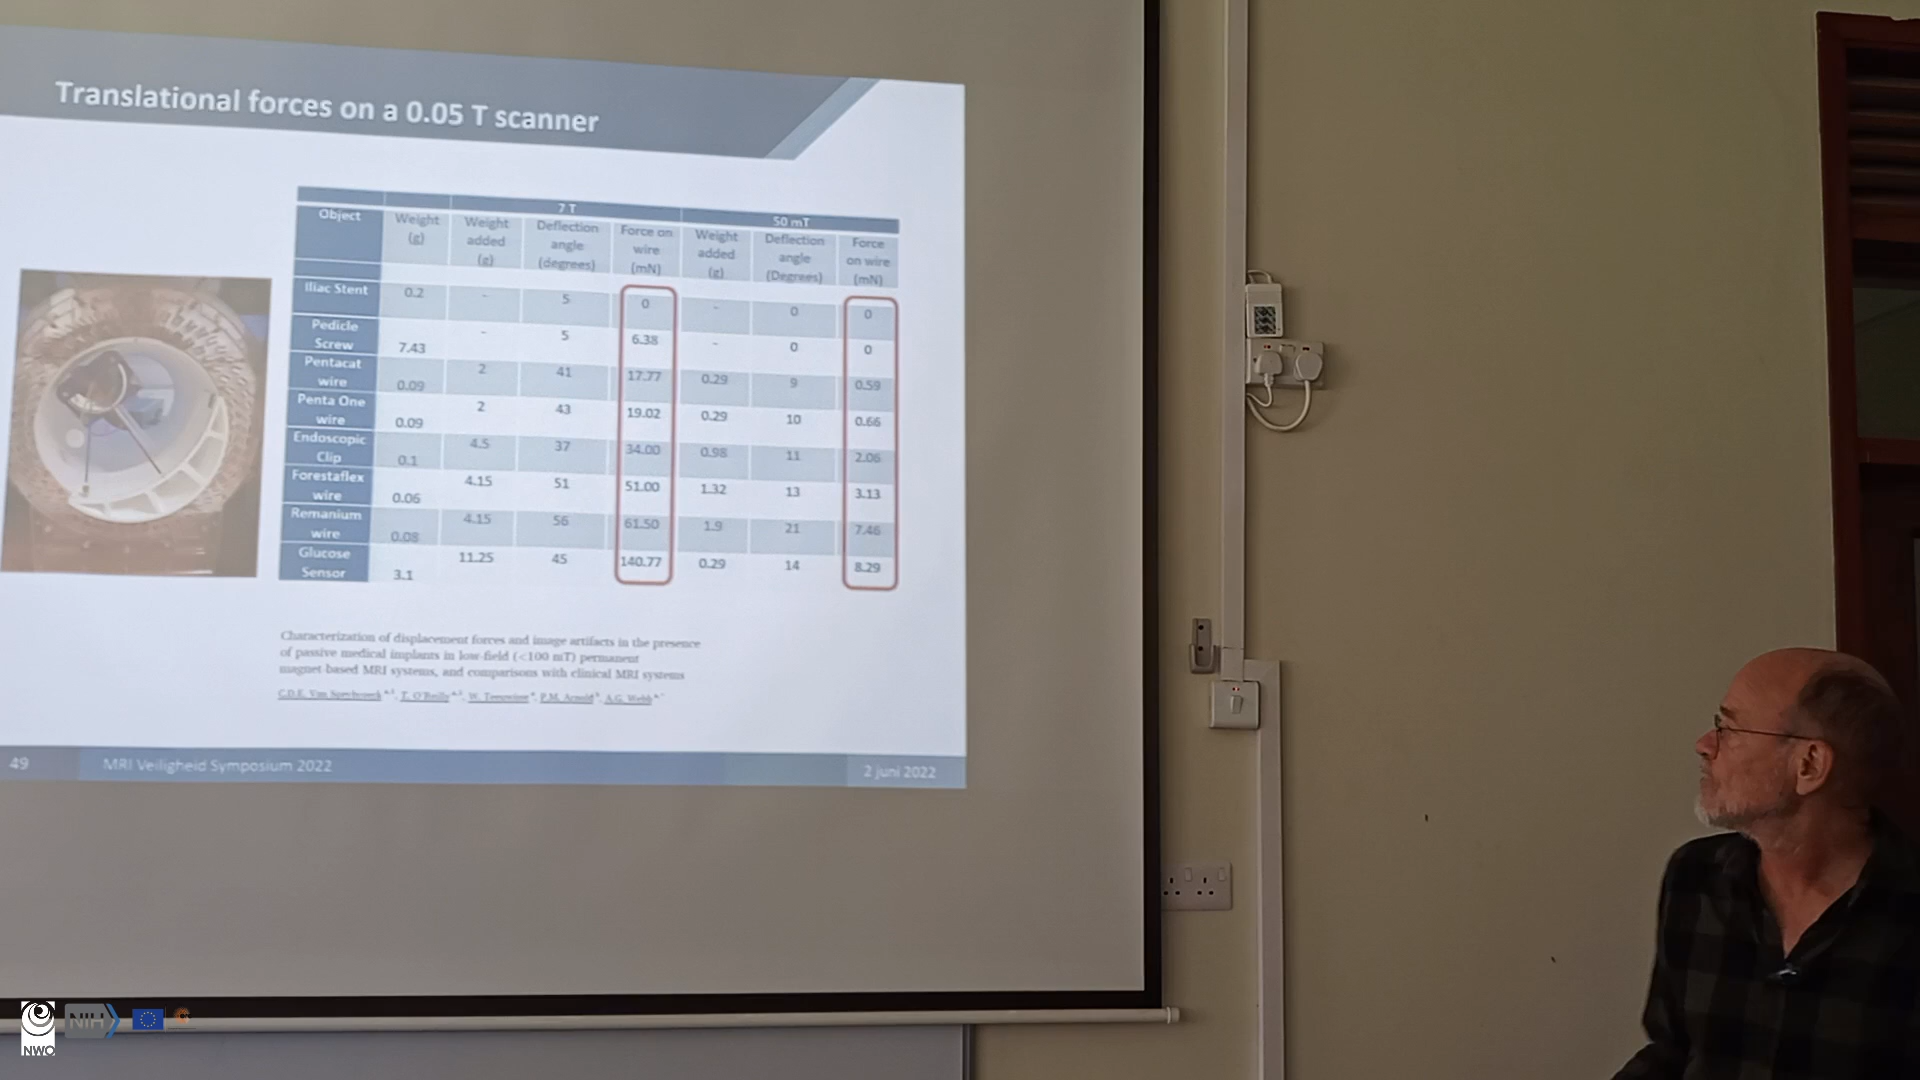 Translational forces on a 0.05 T scanner
7 T 50 mT
Object Weight (g) Weight added (g) Deflection angle (degrees) Force on wire (mN) Weight added (g) Deflection angle (Degrees) Force on wire (mN)
Iliac Stent 0.2 - 5 0 - 0 0
Pedicle Screw 7.43 - 5 6.38 - 0 0
Pentacat wire 0.09 2 41 17.77 0.29 9 0.59
Penta One wire 0.09 2 43 19.02 0.29 10 0.66
Endoscopic Clip 0.1 4.5 37 34.00 0.98 11 2.06
Forestaflex wire 0.06 4.15 51 51.00 1.32 13 3.13
Remanium wire 0.08 4.15 56 61.50 1.9 21 7.46
Glucose Sensor 3.1 11.25 45 140.77 0.29 14 8.29
Characterization of displacement forces and image artifacts in the presence
of passive medical implants in low-field (<100 mT) permanent
magnet-based MRI systems, and comparisons with clinical MRI systems
T. O'Reilly, W. Teeuwisse, A.G. Webb
49 MRI Veiligheid Symposium 2022 2 juni 2022
NWO NIH